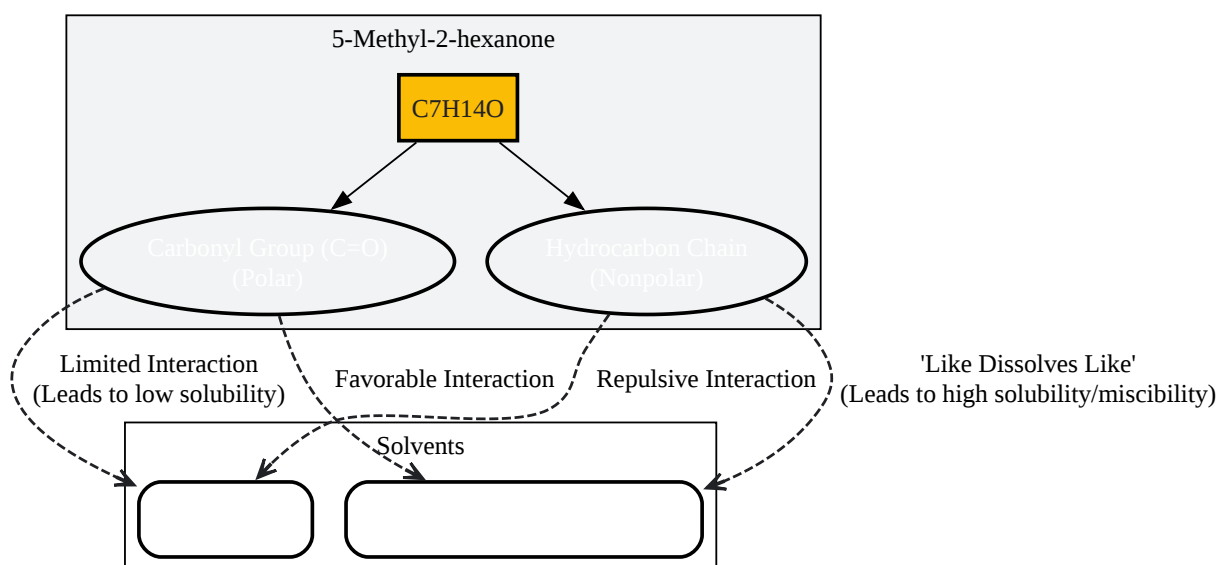 5-Methyl-2-hexanone
C7H14O
Carbonyl Group (C=O)
(Polar)
Hydrocarbon Chain
(Nonpolar)
Limited Interaction
(Leads to low solubility)
Favorable Interaction
Repulsive Interaction
'Like Dissolves Like'
(Leads to high solubility/miscibility)
Solvents